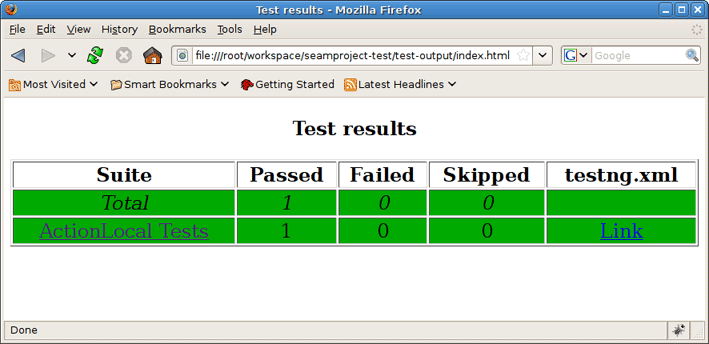 Test results - Mozilla Firefox
File Edit View History Bookmarks Tools Help
file:///root/workspace/seamproject-test/test-output/index.html G Google
Most Visited Smart Bookmarks Getting Started Latest Headlines
Test results
Suite Passed Failed Skipped testng.xml
Total 1 0 0
ActionLocal Tests 1 0 0 Link
Done